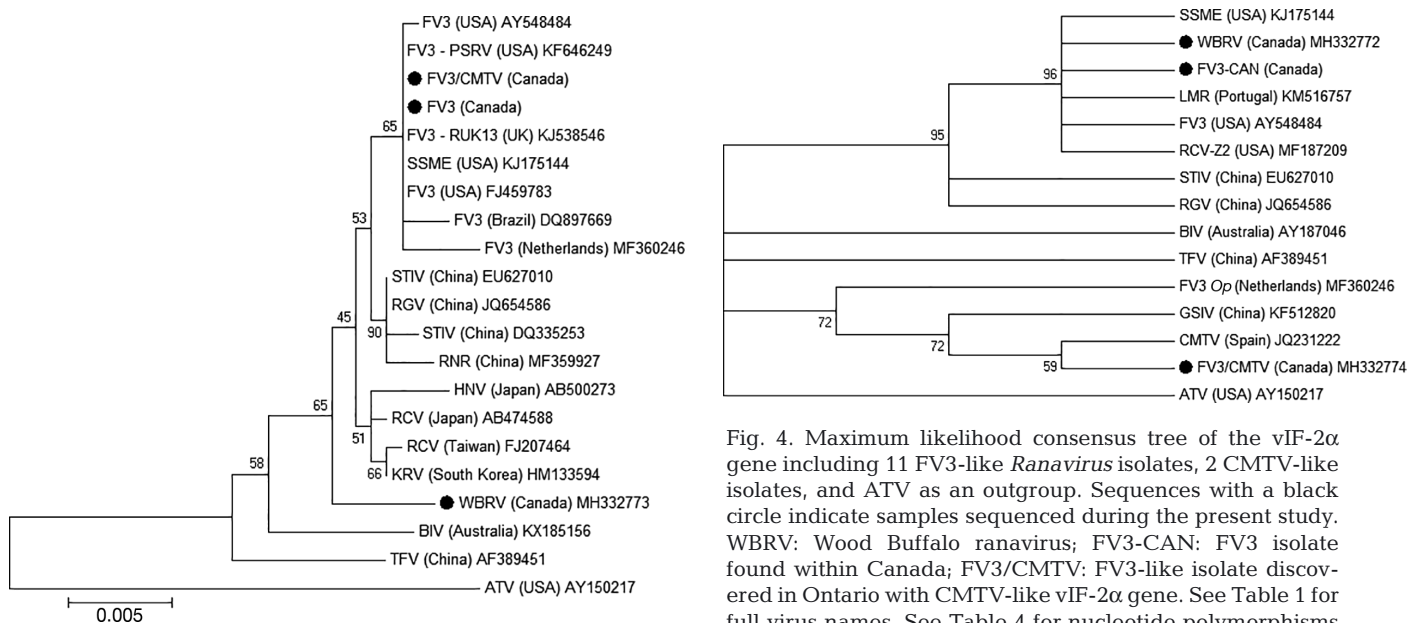 FV3 (USA) AY548484
FV3 - PSRV (USA) KF646249
FV3/CMTV (Canada)
FV3 (Canada)
65
FV3 - RUK13 (UK) KJ538546
SSME (USA) KJ175144
FV3 (USA) FJ459783
53
FV3 (Brazil) DQ897669
FV3 (Netherlands) MF360246
STIV (China) EU627010
RGV (China) JQ654586
45
90
STIV (China) DQ335253
RNR (China) MF359927
HNV (Japan) AB500273
65
RCV (Japan) AB474588
51
RCV (Taiwan) FJ207464
66
KRV (South Korea) HM133594
58
WBRV (Canada) MH332773
BIV (Australia) KX185156
TFV (China) AF389451
ATV (USA) AY150217
0.005
SSME (USA) KJ175144
WBRV (Canada) MH332772
96
FV3-CAN (Canada)
LMR (Portugal) KM516757
FV3 (USA) AY548484
95
RCV-Z2 (USA) MF187209
STIV (China) EU627010
RGV (China) JQ654586
BIV (Australia) AY187046
TFV (China) AF389451
FV3 Op (Netherlands) MF360246
72
GSIV (China) KF512820
72
CMTV (Spain) JQ231222
59
FV3/CMTV (Canada) MH332774
ATV (USA) AY150217
Fig. 4. Maximum likelihood consensus tree of the vIF-2α
gene including 11 FV3-like Ranavirus isolates, 2 CMTV-like
isolates, and ATV as an outgroup. Sequences with a black
circle indicate samples sequenced during the present study.
WBRV: Wood Buffalo ranavirus; FV3-CAN: FV3 isolate
found within Canada; FV3/CMTV: FV3-like isolate discov-
ered in Ontario with CMTV-like vIF-2α gene. See Table 1 for
full virus names. See Table 4 for nucleotide polymorphisms